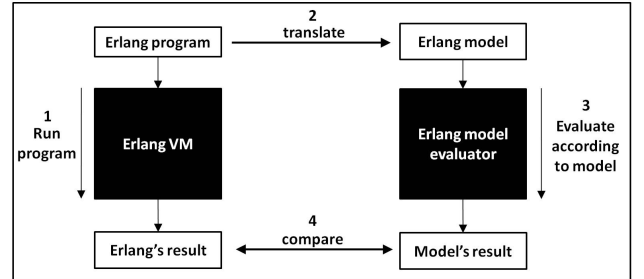 2
Erlang program
translate
Erlang model
1
Run
program
Erlang VM
Erlang model
evaluator
3
Evaluate
according
to model
4
Erlang's result
compare
Model's result